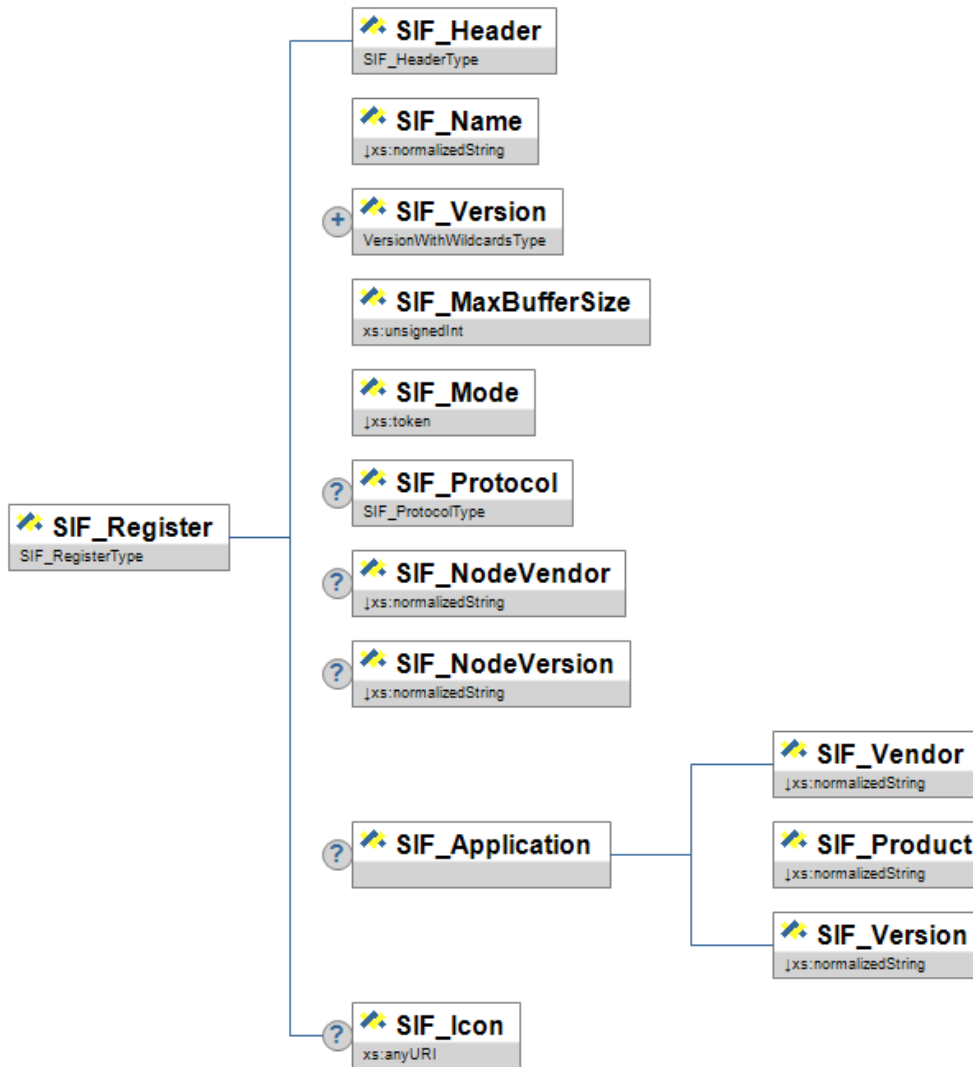 SIF_Header
SIF_HeaderType
SIF_Name
↓xs:normalizedString
+
SIF_Version
VersionWithWildcardsType
SIF_MaxBufferSize
xs:unsignedInt
SIF_Mode
↓xs:token
?
SIF_Protocol
SIF_ProtocolType
SIF_Register
SIF_RegisterType
?
SIF_NodeVendor
↓xs:normalizedString
?
SIF_NodeVersion
↓xs:normalizedString
SIF_Vendor
↓xs:normalizedString
?
SIF_Application
SIF_Product
↓xs:normalizedString
SIF_Version
↓xs:normalizedString
?
SIF_Icon
xs:anyURI